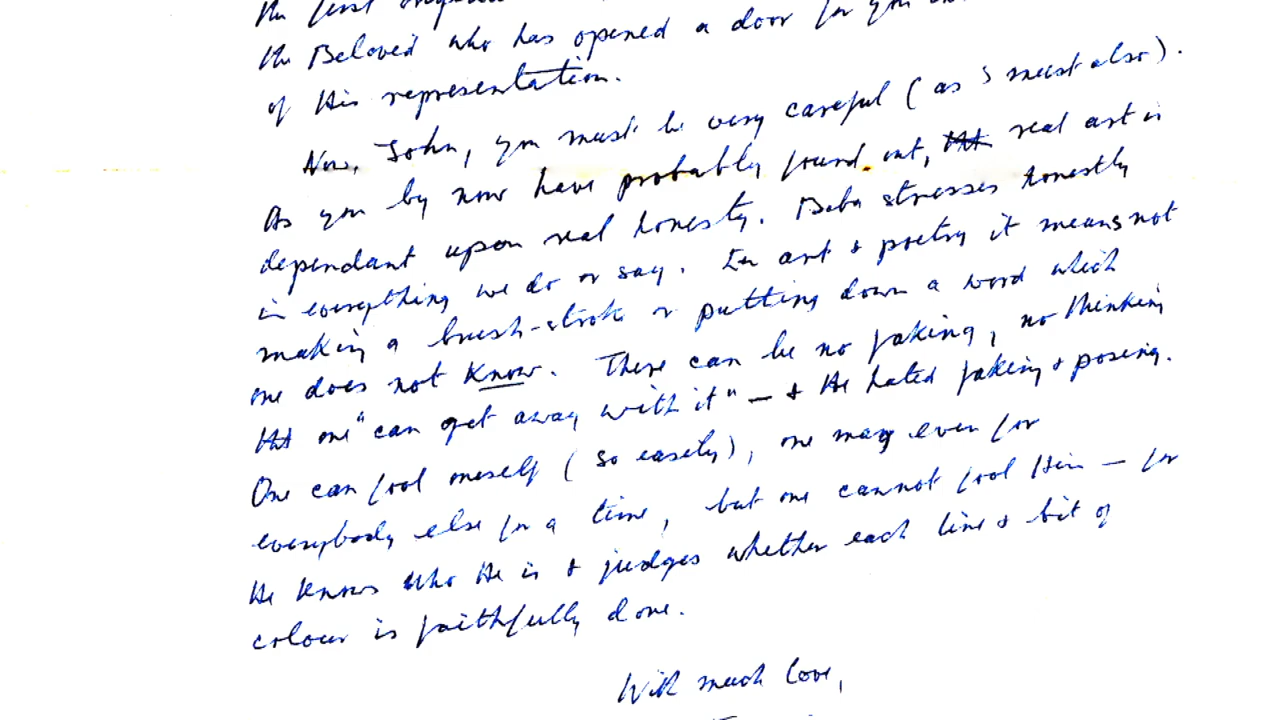 the first
the Beloved who has opened a door for you
of His representation.
Now, John, you must be very careful (as I must also).
As you by now have probably found out, real art is
dependant upon real honesty. Baba stresses honestly
in everything we do or say. In art & poetry it means not
making a brush-stroke or putting down a word which
one does not know. There can be no faking, no thinking
that one "can get away with it" — & He hated faking & posing.
One can fool oneself (so easely), one may even for
everybody else for a time, but one cannot fool Him — for
He knows who He is & judges whether each line & bit of
colour is faithfully done.
With much love,